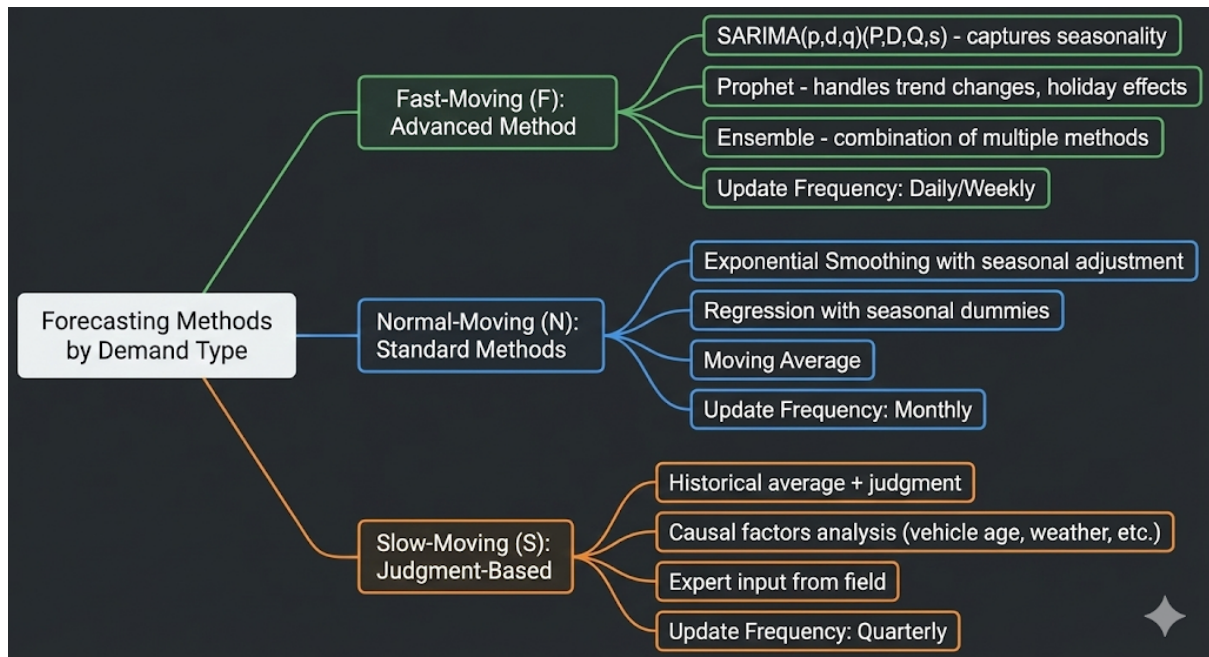 Forecasting Methods
by Demand Type
Fast-Moving (F):
Advanced Method
SARIMA(p,d,q)(P,D,Q,s) - captures seasonality
Prophet - handles trend changes, holiday effects
Ensemble - combination of multiple methods
Update Frequency: Daily/Weekly
Normal-Moving (N):
Standard Methods
Exponential Smoothing with seasonal adjustment
Regression with seasonal dummies
Moving Average
Update Frequency: Monthly
Slow-Moving (S):
Judgment-Based
Historical average + judgment
Causal factors analysis (vehicle age, weather, etc.)
Expert input from field
Update Frequency: Quarterly